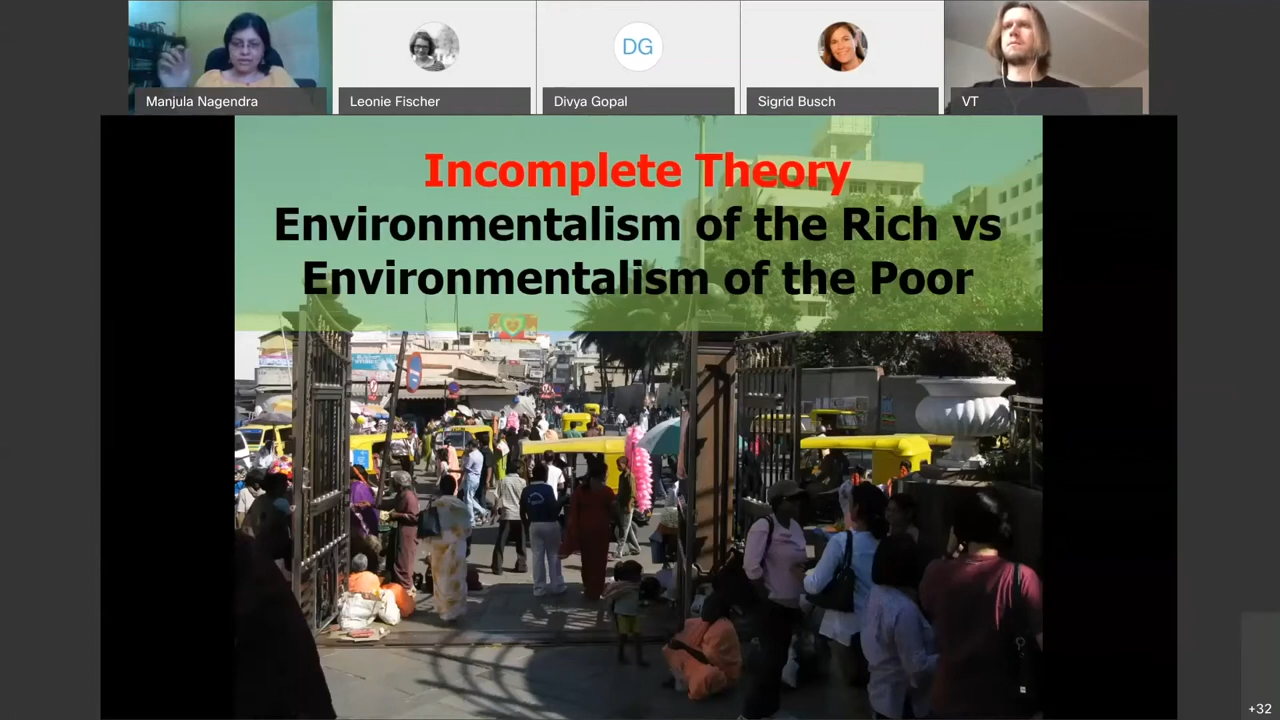 Manjula Nagendra
Leonie Fischer
DG
Divya Gopal
Sigrid Busch
VT
Incomplete Theory
Environmentalism of the Rich vs
Environmentalism of the Poor
+32